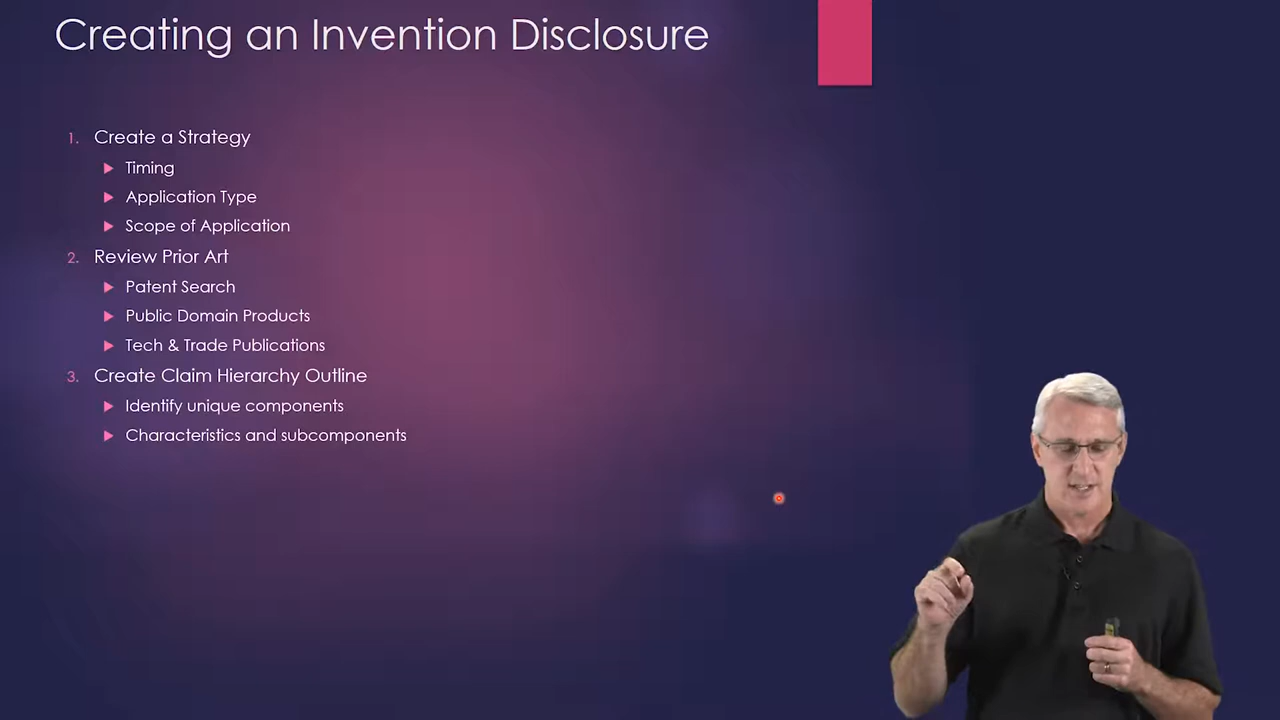 Creating an Invention Disclosure
1. Create a Strategy
Timing
Application Type
Scope of Application
2. Review Prior Art
Patent Search
Public Domain Products
Tech & Trade Publications
3. Create Claim Hierarchy Outline
Identify unique components
Characteristics and subcomponents